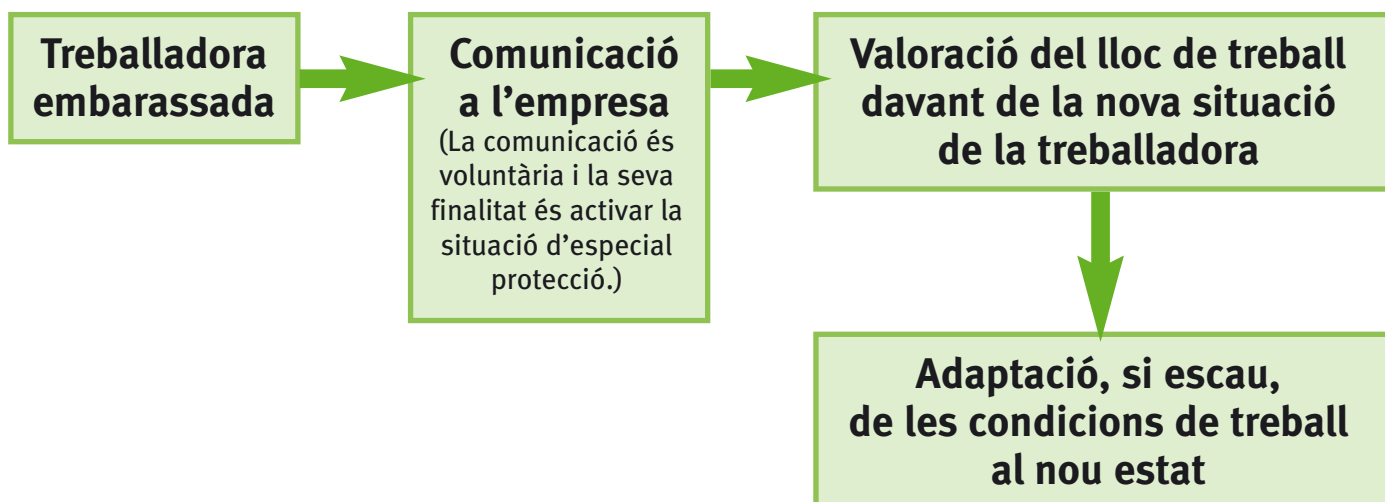 Treballadora
embarassada
Comunicació
a l’empresa
(La comunicació és
voluntària i la seva
finalitat és activar la
situació d’especial
protecció.)
Valoració del lloc de treball
davant de la nova situació
de la treballadora
Adaptació, si escau,
de les condicions de treball
al nou estat